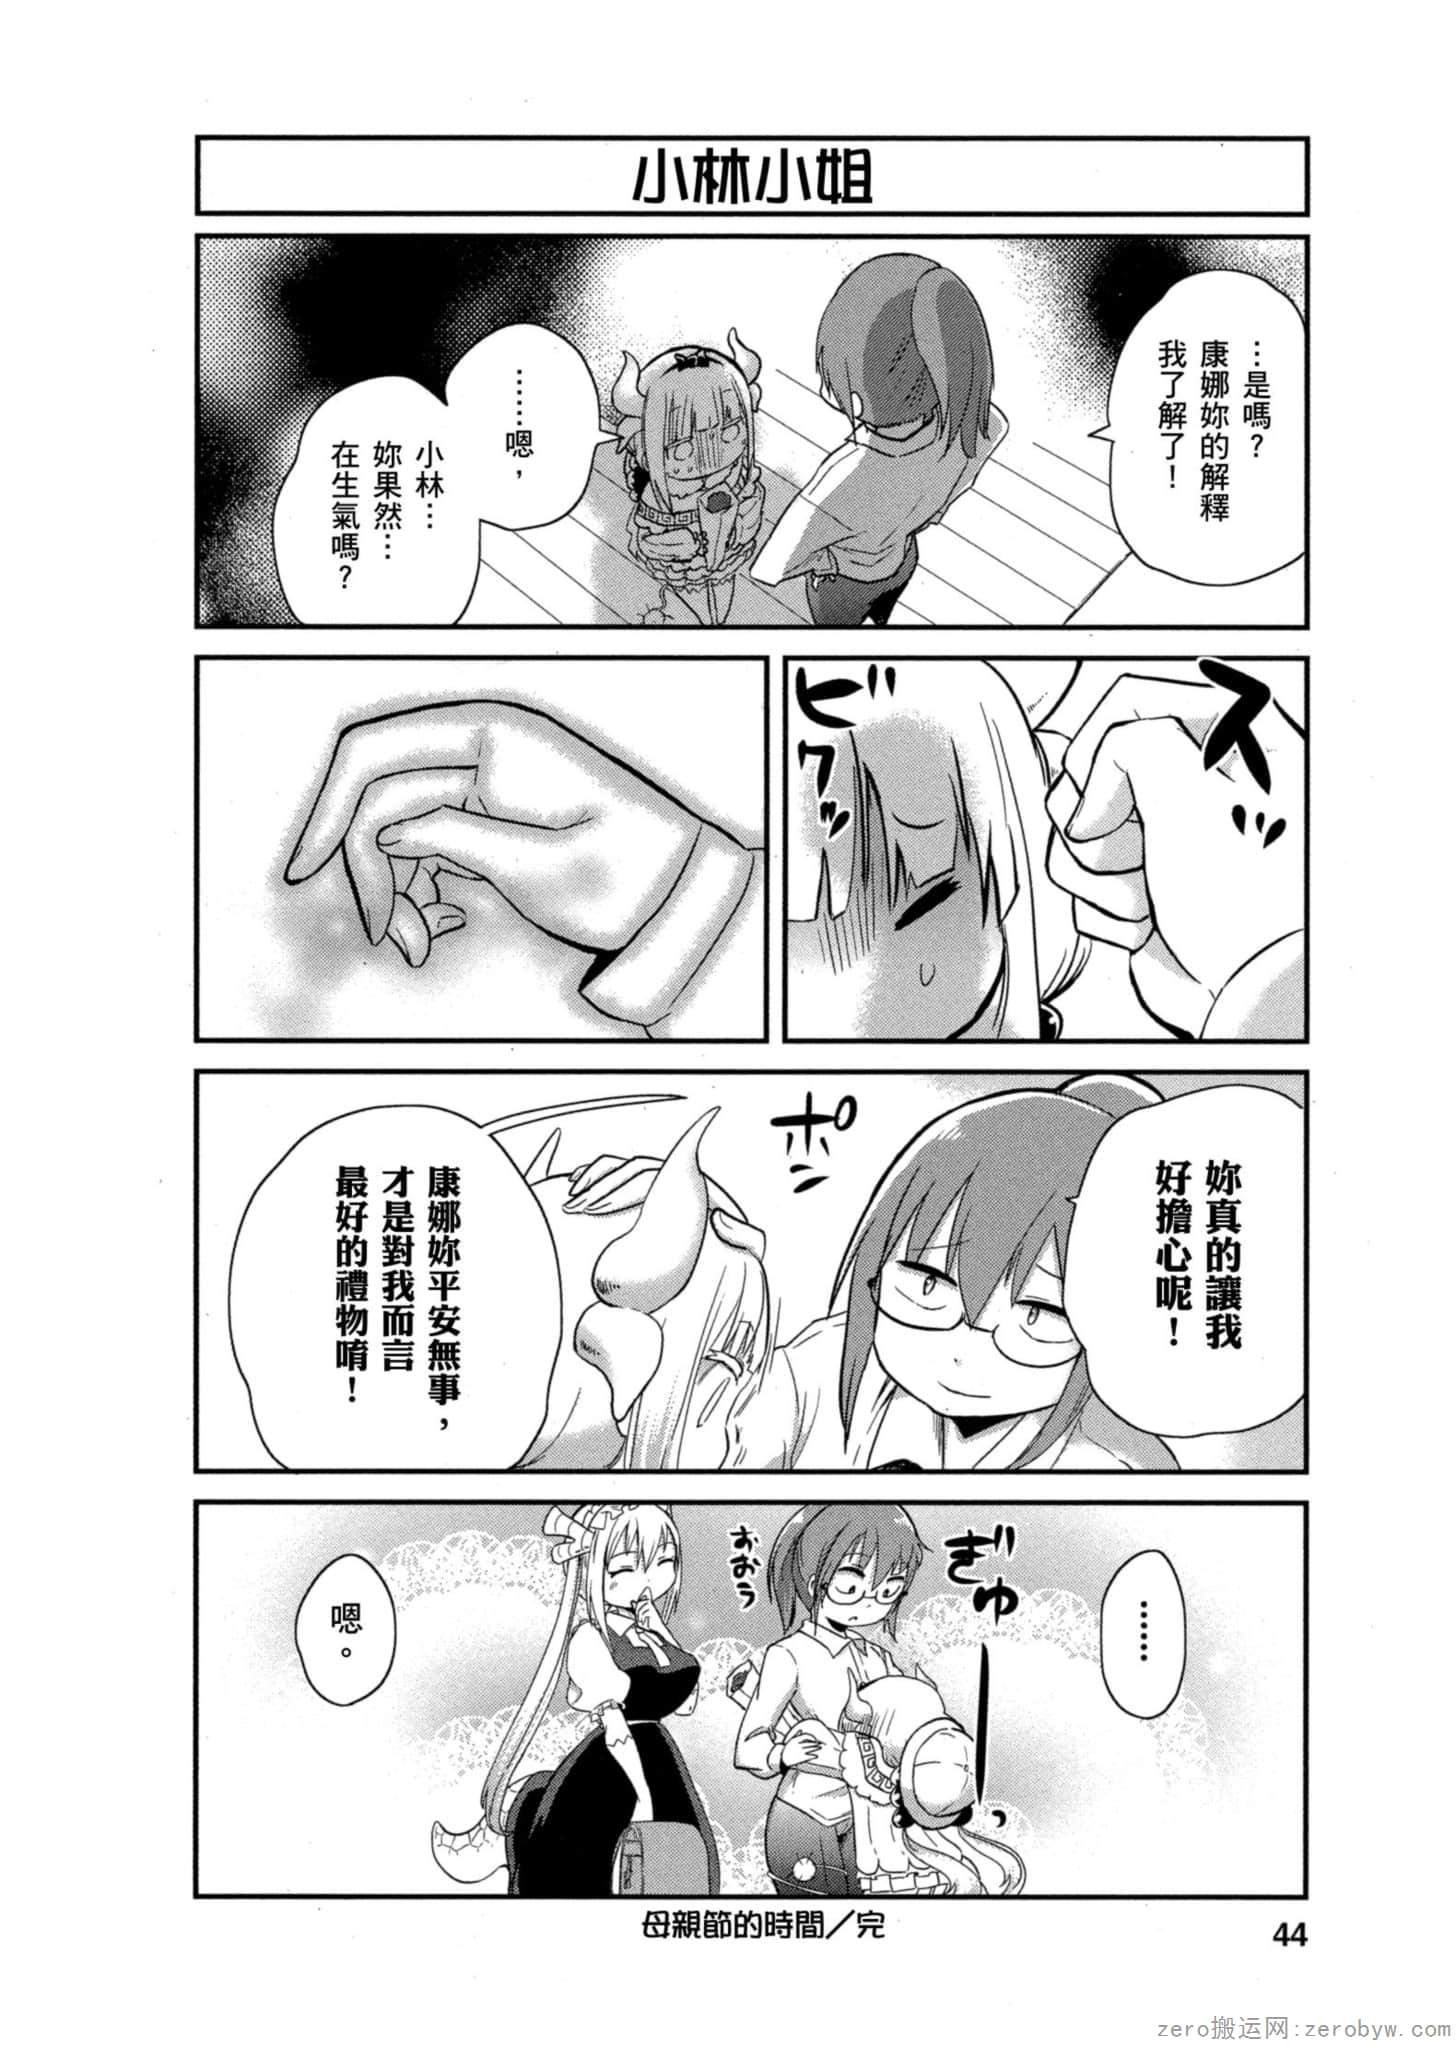 小林小姐
…是嗎？
康娜妳的解釋
我了解了！
……嗯，
小林…
妳果然…
在生氣嗎？
スッ
ビクッ
妳真的讓我
好擔心呢！
ポン
康娜妳平安無事，
才是對我而言
最好的禮物唷！
……
ぎゅーっ
おおぅ
嗯。
母親節的時間／完
44
zero搬运网:zerobyw.com